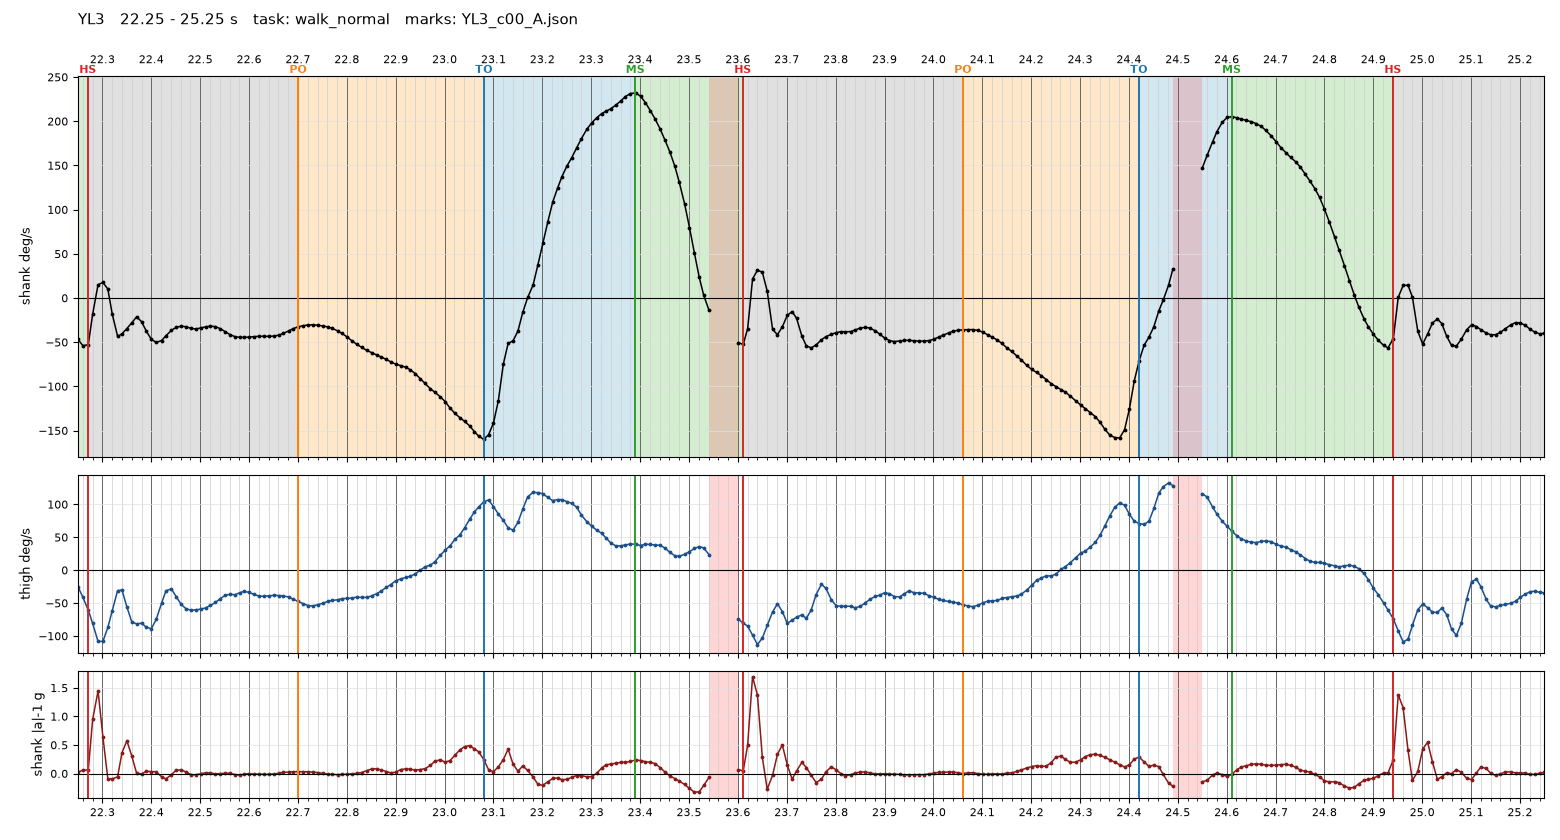 YL3   22.25 - 25.25 s   task: walk_normal   marks: YL3_c00_A.json
22.3 22.4 22.5 22.6 22.7 22.8 22.9 23.0 23.1 23.2 23.3 23.4 23.5 23.6 23.7 23.8 23.9 24.0 24.1 24.2 24.3 24.4 24.5 24.6 24.7 24.8 24.9 25.0 25.1 25.2
HS PO TO MS HS PO TO MS HS
250
200
150
100
50
0
−50
−100
−150
shank deg/s
100
50
0
−50
−100
thigh deg/s
1.5
1.0
0.5
0.0
shank |a|-1 g
22.3 22.4 22.5 22.6 22.7 22.8 22.9 23.0 23.1 23.2 23.3 23.4 23.5 23.6 23.7 23.8 23.9 24.0 24.1 24.2 24.3 24.4 24.5 24.6 24.7 24.8 24.9 25.0 25.1 25.2